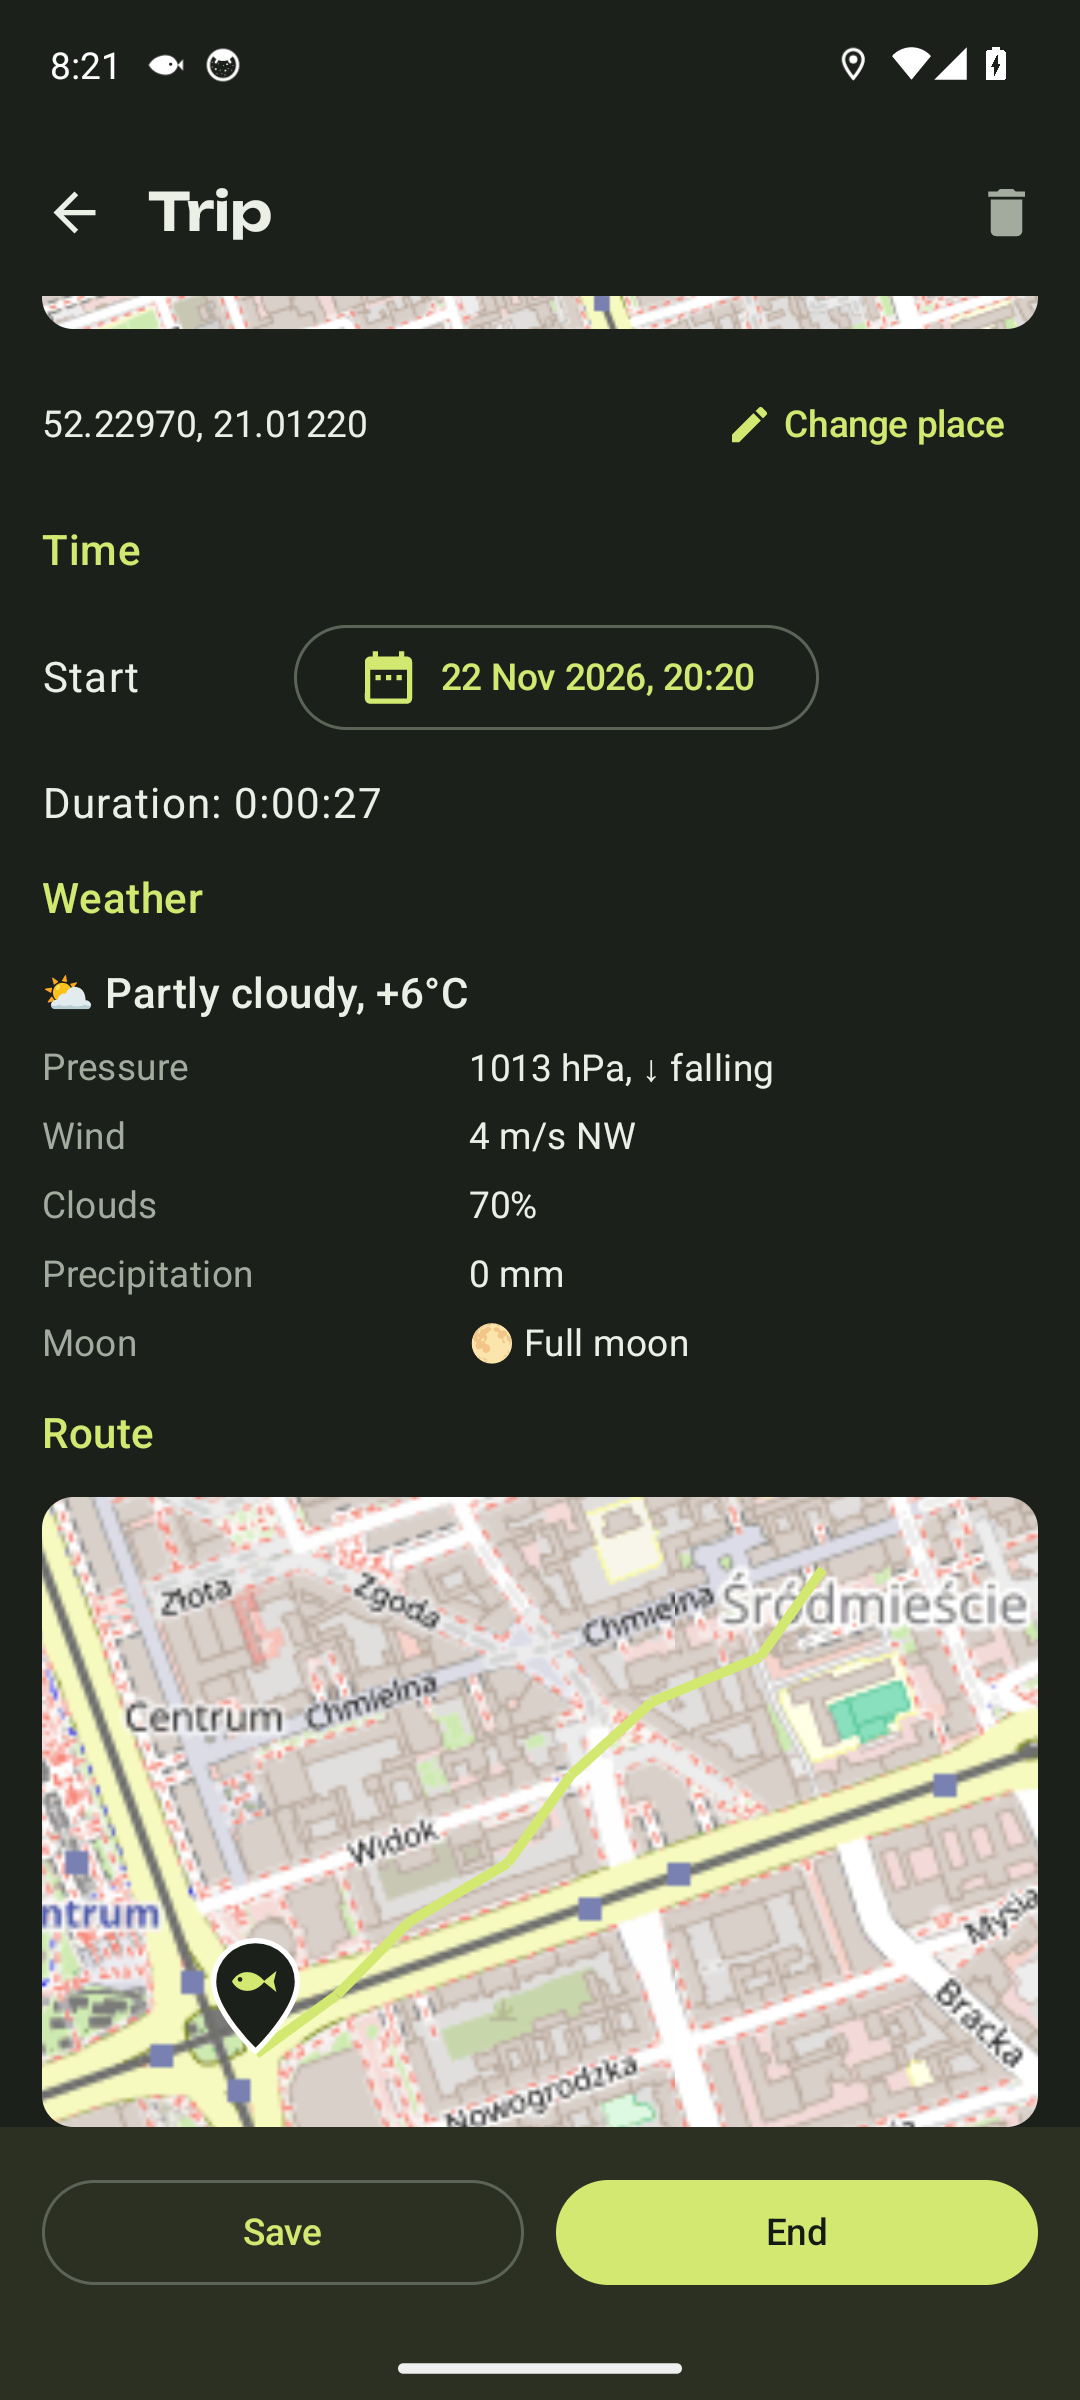 8:21
Trip
52.22970, 21.01220
Change place
Time
Start
22 Nov 2026, 20:20
Duration: 0:00:27
Weather
Partly cloudy, +6°C
Pressure
1013 hPa, ↓ falling
Wind
4 m/s NW
Clouds
70%
Precipitation
0 mm
Moon
Full moon
Route
Złota
Zgoda
Chmielna
Śródmieście
Centrum
Chmielna
Widok
ntrum
Mysia
Bracka
Nowogrodzka
Save
End